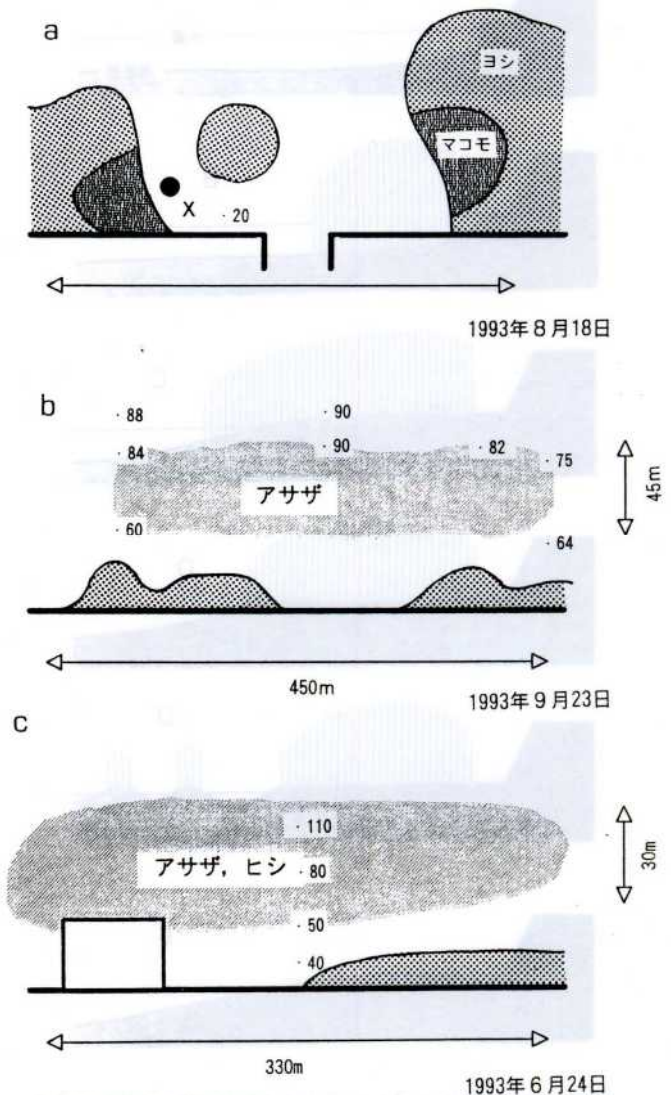 a
ヨシ
マコモ
X
· 20
1993年8月18日
b
· 88
· 90
· 84
· 90
· 82
· 75
アサザ
45m
· 60
· 64
450m
1993年9月23日
c
· 110
アサザ，ヒシ · 80
30m
· 50
· 40
330m
1993年6月24日